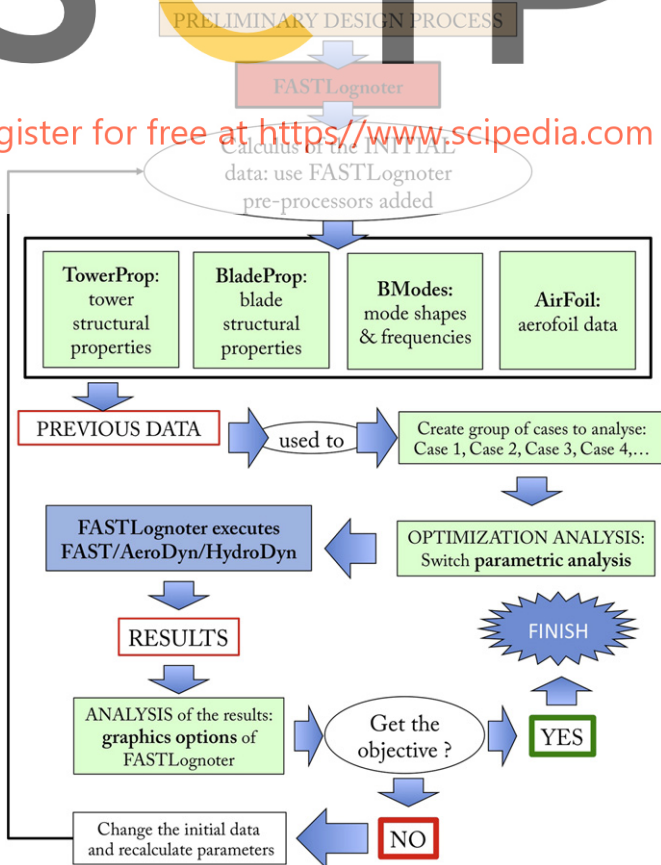 PRELIMINARY DESIGN PROCESS
FASTLognoter
gister for free at https://www.scipedia.com
Calculus of the INITIAL
data: use FASTLognoter
pre-processors added
TowerProp:
tower
structural
properties
BladeProp:
blade
structural
properties
BModes:
mode shapes
& frequencies
AirFoil:
aerofoil data
PREVIOUS DATA
used to
Create group of cases to analyse:
Case 1, Case 2, Case 3, Case 4,...
OPTIMIZATION ANALYSIS:
Switch parametric analysis
FASTLognoter executes
FAST/AeroDyn/HydroDyn
RESULTS
FINISH
ANALYSIS of the results:
graphics options of
FASTLognoter
Get the
objective ?
YES
NO
Change the initial data
and recalculate parameters